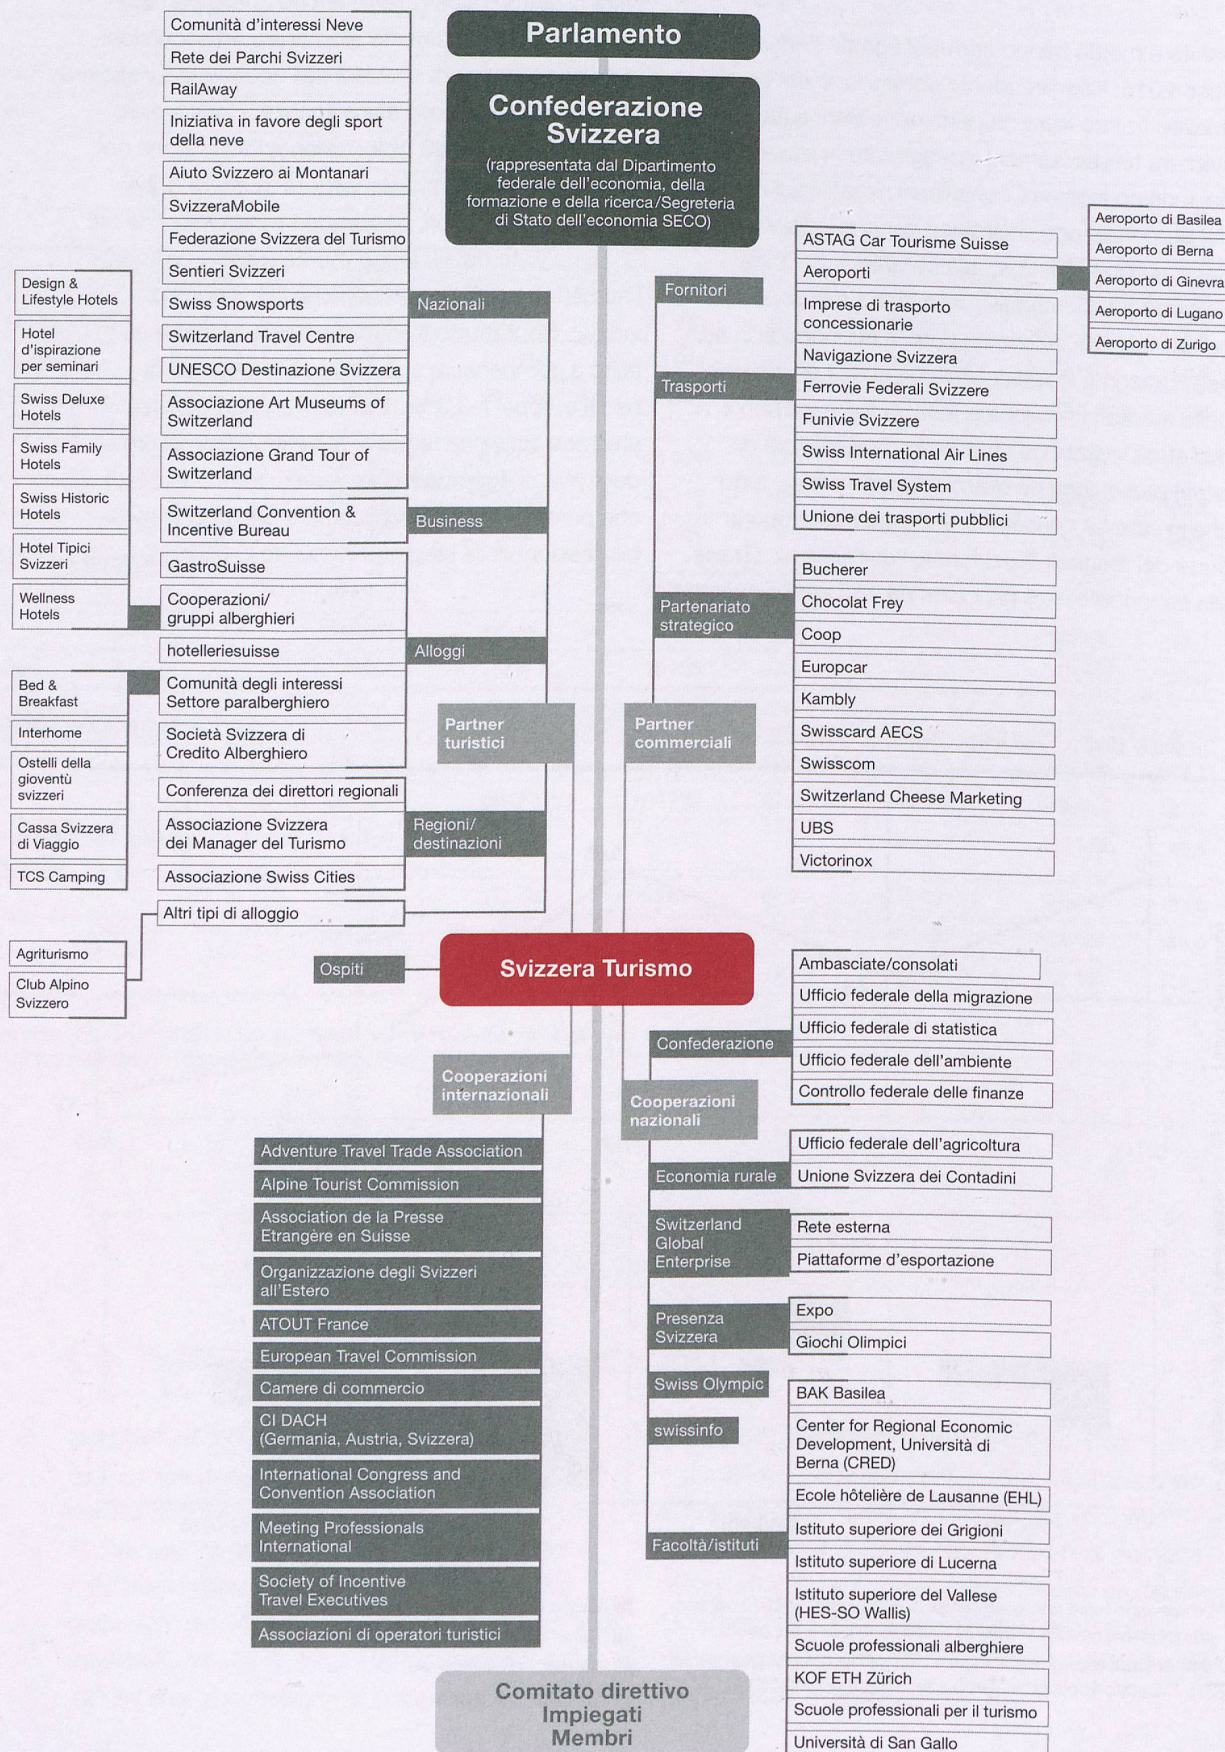 Parlamento
Confederazione
Svizzera
(rappresentata dal Dipartimento
federale dell'economia, della
formazione e della ricerca/Segreteria
di Stato dell'economia SECO)
Comunità d'interessi Neve
Rete dei Parchi Svizzeri
RailAway
Iniziativa in favore degli sport
della neve
Aiuto Svizzero ai Montanari
SvizzeraMobile
Federazione Svizzera del Turismo
Sentieri Svizzeri
Swiss Snowsports
Switzerland Travel Centre
UNESCO Destinazione Svizzera
Associazione Art Museums of
Switzerland
Associazione Grand Tour of
Switzerland
Nazionali
Switzerland Convention &
Incentive Bureau
Business
GastroSuisse
Cooperazioni/
gruppi alberghieri
hotelleriesuisse
Comunità degli interessi
Settore paralberghiero
Società Svizzera di
Credito Alberghiero
Alloggi
Design &
Lifestyle Hotels
Hotel
d'ispirazione
per seminari
Swiss Deluxe
Hotels
Swiss Family
Hotels
Swiss Historic
Hotels
Hotel Tipici
Svizzeri
Wellness
Hotels
Bed &
Breakfast
Interhome
Ostelli della
gioventù
svizzeri
Cassa Svizzera
di Viaggio
TCS Camping
Conferenza dei direttori regionali
Associazione Svizzera
dei Manager del Turismo
Associazione Swiss Cities
Regioni/
destinazioni
Altri tipi di alloggio
Agriturismo
Club Alpino
Svizzero
Partner
turistici
Partner
commerciali
Fornitori
Trasporti
ASTAG Car Tourisme Suisse
Aeroporti
Imprese di trasporto
concessionarie
Navigazione Svizzera
Ferrovie Federali Svizzere
Funivie Svizzere
Swiss International Air Lines
Swiss Travel System
Unione dei trasporti pubblici
Aeroporto di Basilea
Aeroporto di Berna
Aeroporto di Ginevra
Aeroporto di Lugano
Aeroporto di Zurigo
Partenariato
strategico
Bucherer
Chocolat Frey
Coop
Europcar
Kambly
Swisscard AECS
Swisscom
Switzerland Cheese Marketing
UBS
Victorinox
Ospiti
Svizzera Turismo
Cooperazioni
internazionali
Adventure Travel Trade Association
Alpine Tourist Commission
Association de la Presse
Etrangère en Suisse
Organizzazione degli Svizzeri
all'Estero
ATOUT France
European Travel Commission
Camere di commercio
CI DACH
(Germania, Austria, Svizzera)
International Congress and
Convention Association
Meeting Professionals
International
Society of Incentive
Travel Executives
Associazioni di operatori turistici
Cooperazioni
nazionali
Confederazione
Ambasciate/consolati
Ufficio federale della migrazione
Ufficio federale di statistica
Ufficio federale dell'ambiente
Controllo federale delle finanze
Economia rurale
Ufficio federale dell'agricoltura
Unione Svizzera dei Contadini
Switzerland
Global
Enterprise
Rete esterna
Piattaforme d'esportazione
Presenza
Svizzera
Expo
Giochi Olimpici
Swiss Olympic
swissinfo
Facoltà/istituti
BAK Basilea
Center for Regional Economic
Development, Università di
Berna (CRED)
Ecole hôtelière de Lausanne (EHL)
Istituto superiore dei Grigioni
Istituto superiore di Lucerna
Istituto superiore del Vallese
(HES-SO Wallis)
Scuole professionali alberghiere
KOF ETH Zürich
Scuole professionali per il turismo
Università di San Gallo
Comitato direttivo
Impiegati
Membri